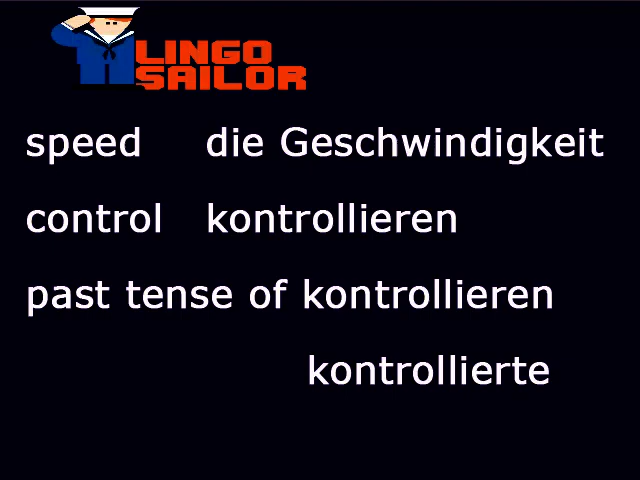 LINGO
SAILOR
speed die Geschwindigkeit
control kontrollieren
past tense of kontrollieren
kontrollierte